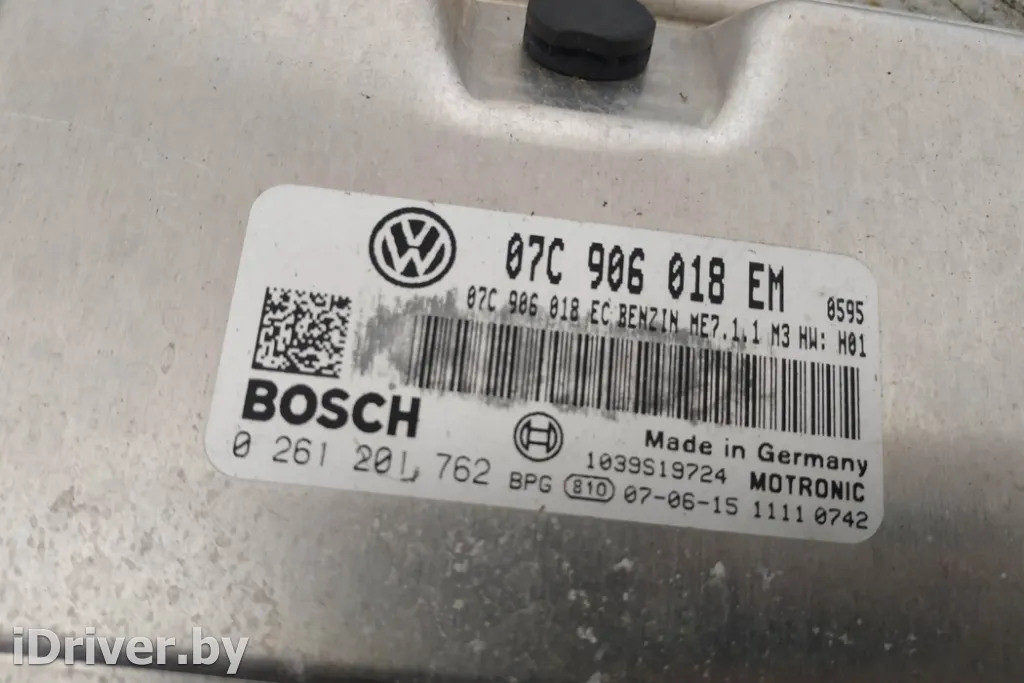 07C 906 018 EM 0595
07C 906 018 EC BENZIN ME7.1.1 M3 HW: H01
BOSCH
Made in Germany
0 261 201 762 BPG 810 1039S19724 MOTRONIC
07-06-15 1111 0742
iDriver.by